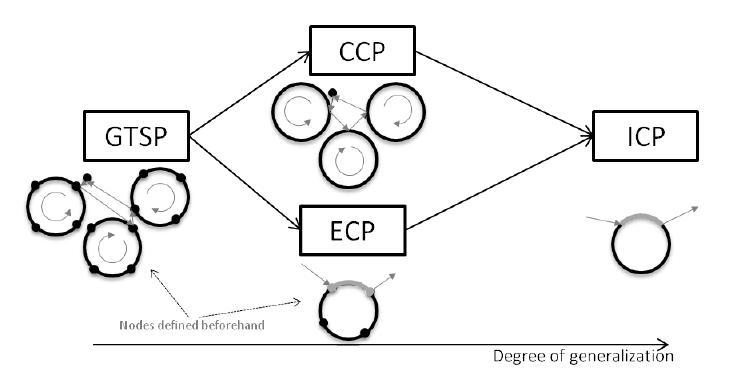 CCP
GTSP
ICP
ECP
Nodes defined beforehand
Degree of generalization